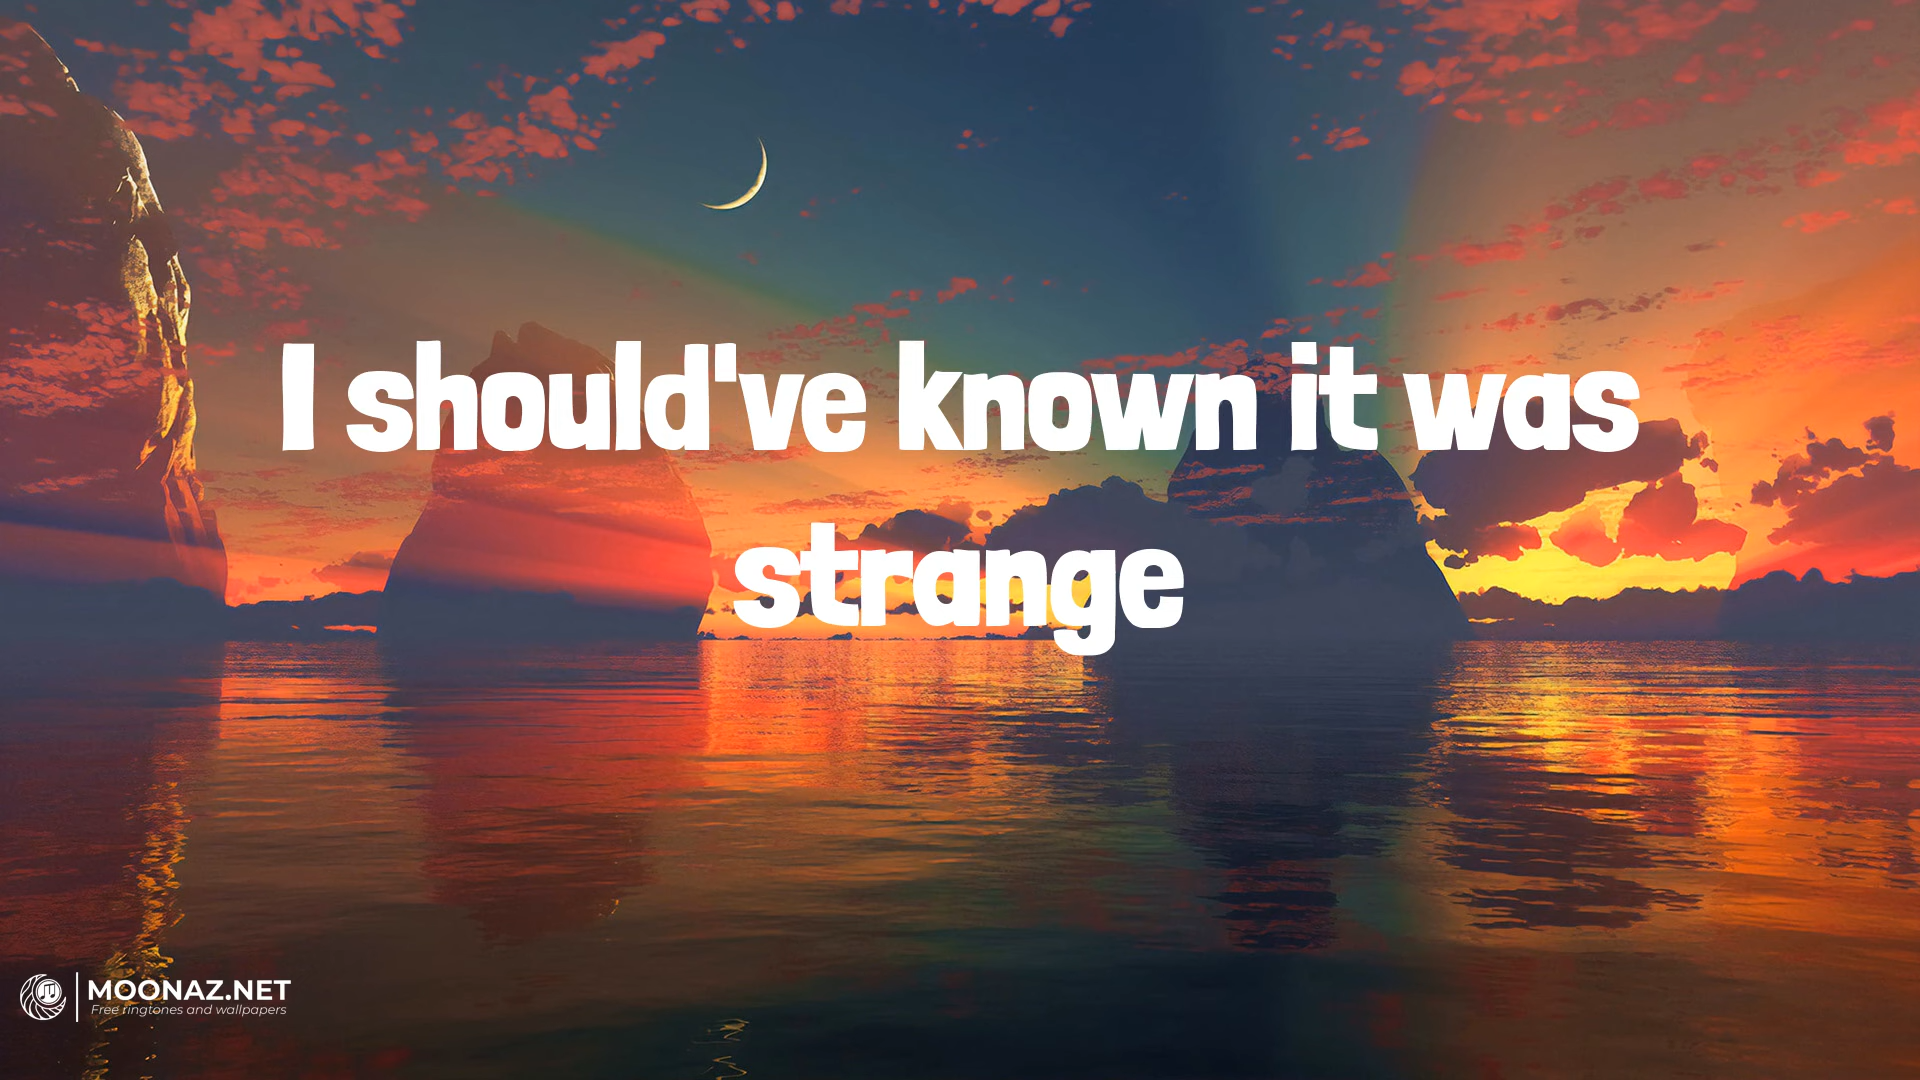 I should've known it was
strange
MOONAZ.NET
Free ringtones and wallpapers